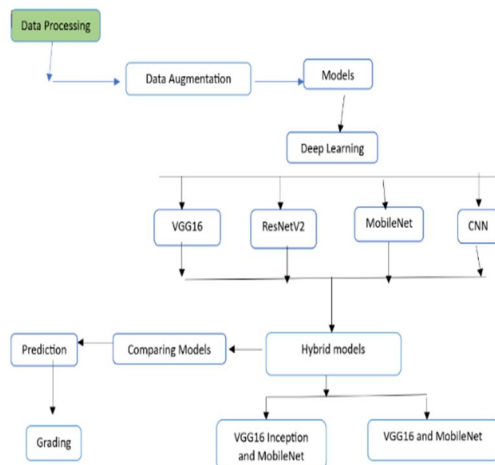 Data Processing
Data Augmentation
Models
Deep Learning
VGG16
ResNetV2
MobileNet
CNN
Prediction
Comparing Models
Hybrid models
Grading
VGG16 Inception
and MobileNet
VGG16 and MobileNet